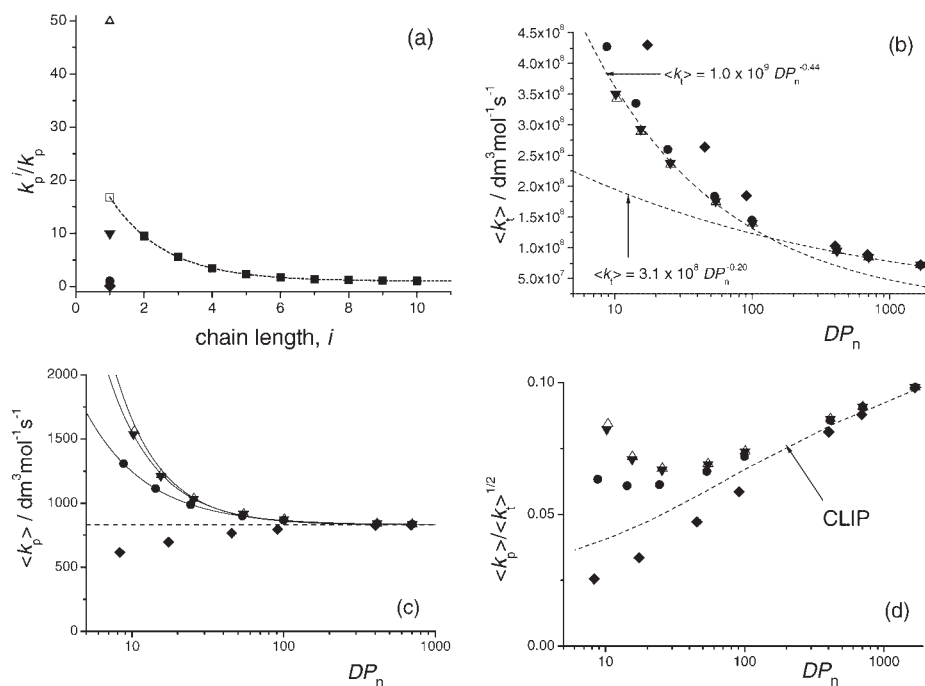 (a)
50
40
30
20
10
0
k_p^i/k_p
0 2 4 6 8 10
chain length, i
(b)
4.5x10^8
4.0x10^8
3.5x10^8
3.0x10^8
2.5x10^8
2.0x10^8
1.5x10^8
1.0x10^8
5.0x10^7
<k_t> / dm^3mol^-1s^-1
<k_t> = 1.0 x 10^9 DP_n^-0.44
<k_t> = 3.1 x 10^8 DP_n^-0.20
10 100 1000
DP_n
2000
1500
1000
750
500
250
0
<k_p> / dm^3mol^-1s^-1
(c)
10 100 1000
DP_n
0.10
0.05
0.00
<k_p>/<k_t>^1/2
CLIP
(d)
10 100 1000
DP_n